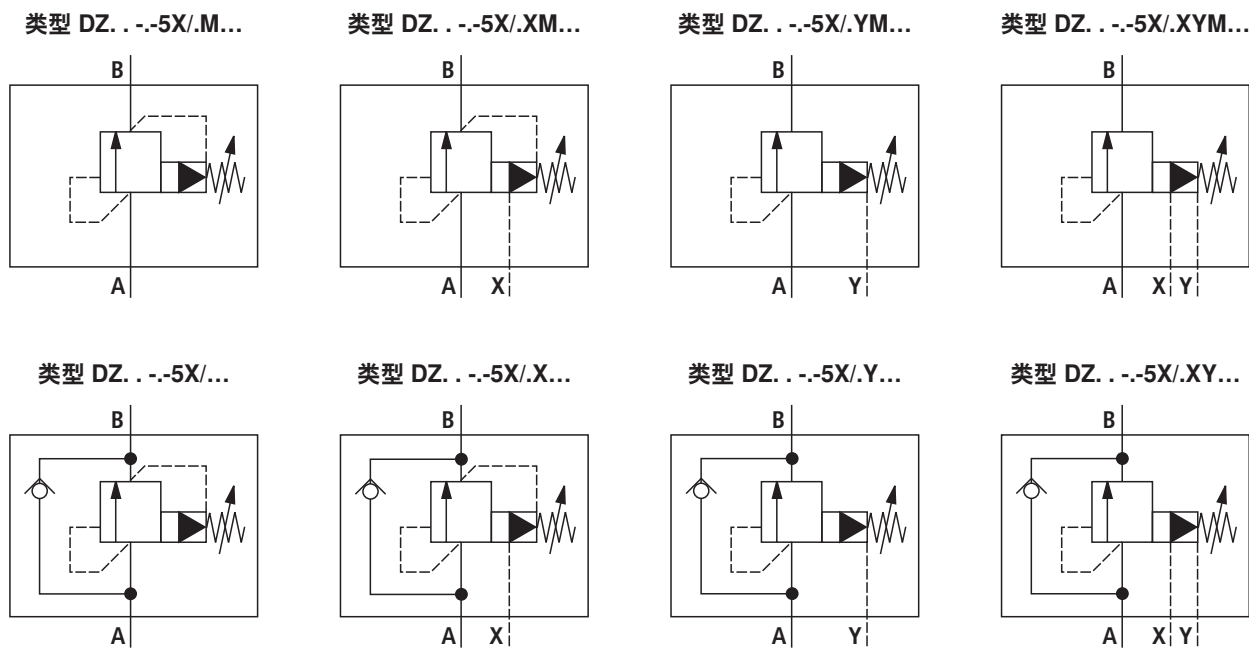 类型 DZ. . -.-5X/.M...
类型 DZ. . -.-5X/.XM...
类型 DZ. . -.-5X/.YM...
类型 DZ. . -.-5X/.XYM...
B
B
B
B
A
A X
A Y
A X Y
类型 DZ. . -.-5X/...
类型 DZ. . -.-5X/.X...
类型 DZ. . -.-5X/.Y...
类型 DZ. . -.-5X/.XY...
B
B
B
B
A
A X
A Y
A X Y